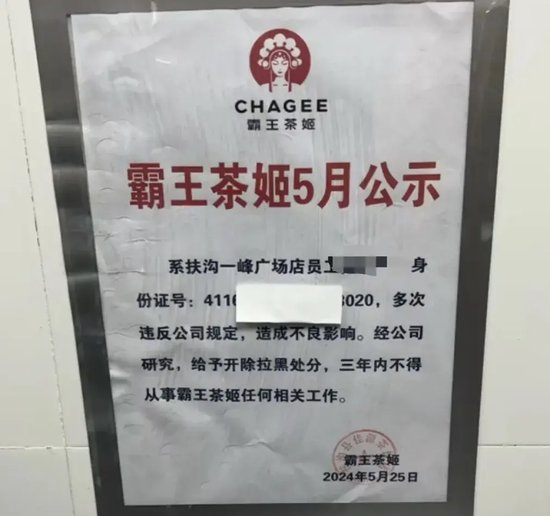 CHAGEE
霸王茶姬
霸王茶姬5月公示
系扶沟一峰广场店员 身
份证号：4116 8020，多次
违反公司规定，造成不良影响。经公司
研究，给予开除拉黑处分，三年内不得
从事霸王茶姬任何相关工作。
霸王茶姬
2024年5月25日